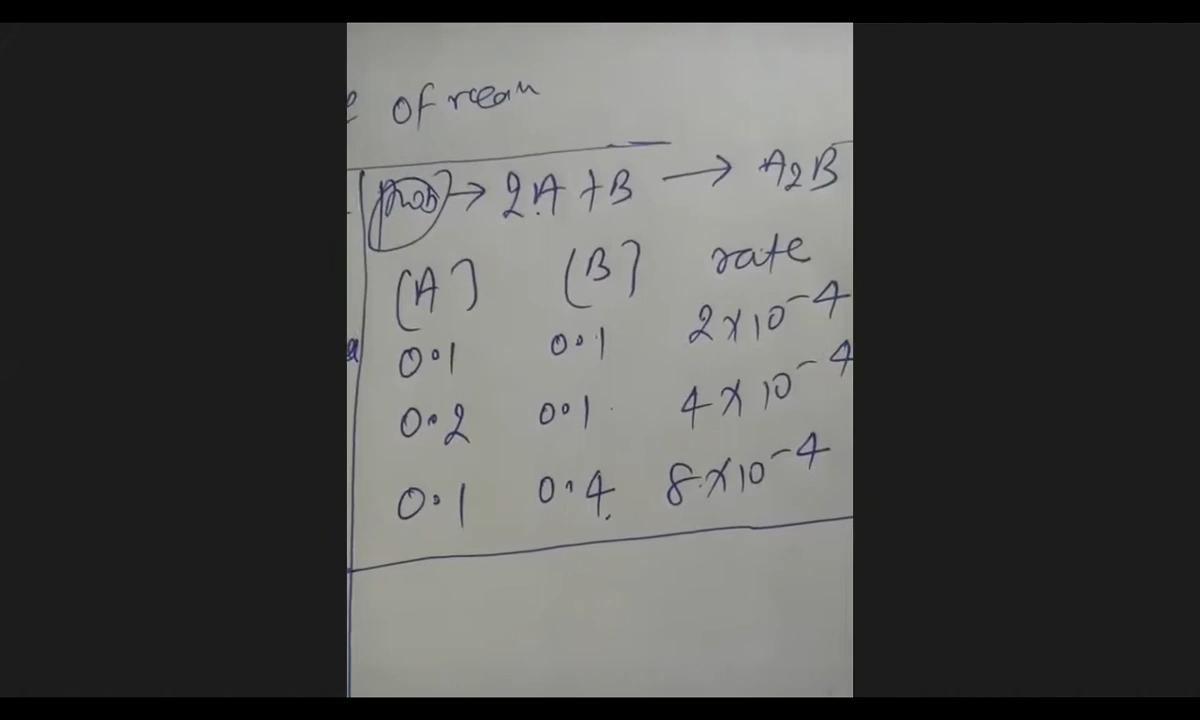 of
2A + B → A2B
[A] [B] rate
0.1 0.1 2×10-4
0.2 0.1 4×10-4
0.1 0.4 8×10-4